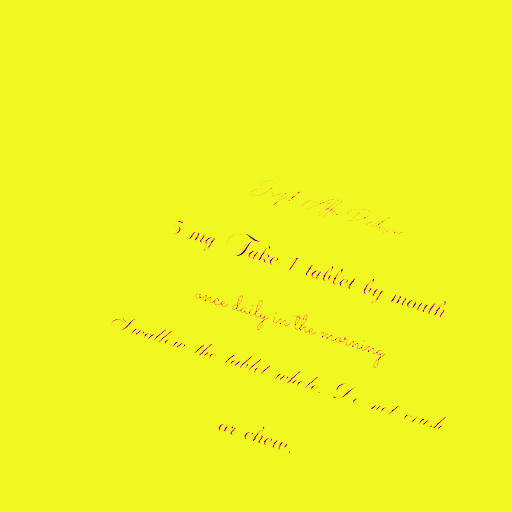 5 mg Take 1 tablet by mouth
once daily in the morning
Swallow the tablet whole. Do not crush
or chew.